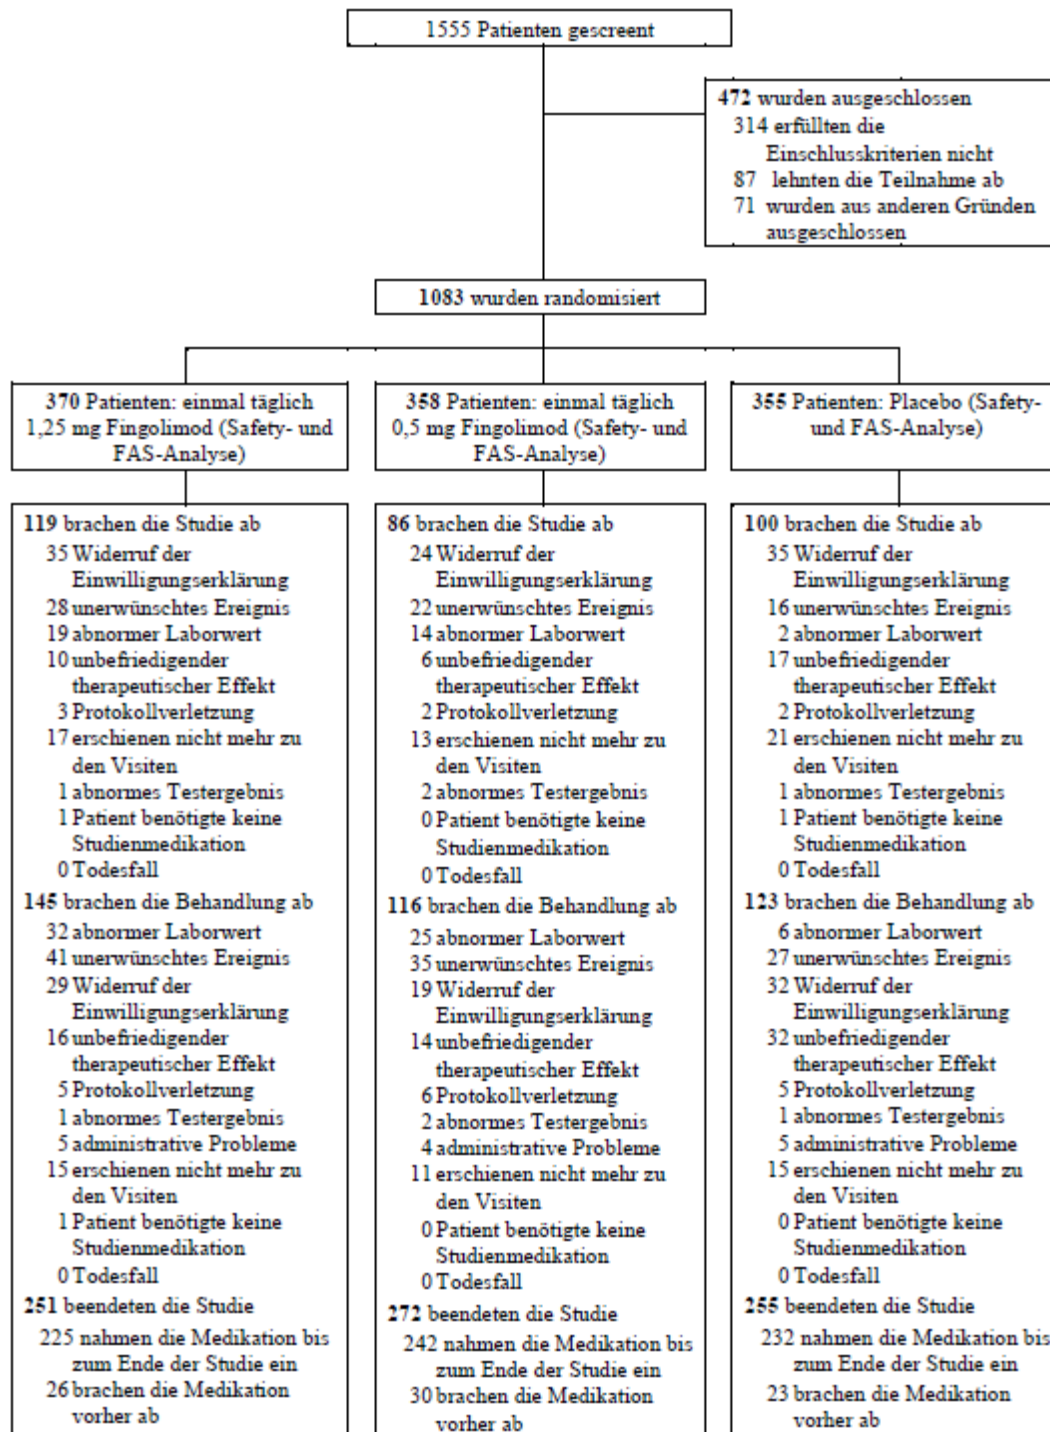 1555 Patienten gescreent
472 wurden ausgeschlossen
314 erfüllten die
Einschlusskriterien nicht
87 lehnten die Teilnahme ab
71 wurden aus anderen Gründen
ausgeschlossen
1083 wurden randomisiert
370 Patienten: einmal täglich
1,25 mg Fingolimod (Safety- und
FAS-Analyse)
358 Patienten: einmal täglich
0,5 mg Fingolimod (Safety- und
FAS-Analyse)
355 Patienten: Placebo (Safety-
und FAS-Analyse)
119 brachen die Studie ab
35 Widerruf der
Einwilligungserklärung
28 unerwünschtes Ereignis
19 abnormer Laborwert
10 unbefriedigender
therapeutischer Effekt
3 Protokollverletzung
17 erschienen nicht mehr zu
den Visiten
1 abnormes Testergebnis
1 Patient benötigte keine
Studienmedikation
0 Todesfall
145 brachen die Behandlung ab
32 abnormer Laborwert
41 unerwünschtes Ereignis
29 Widerruf der
Einwilligungserklärung
16 unbefriedigender
therapeutischer Effekt
5 Protokollverletzung
1 abnormes Testergebnis
5 administrative Probleme
15 erschienen nicht mehr zu
den Visiten
1 Patient benötigte keine
Studienmedikation
0 Todesfall
251 beendeten die Studie
225 nahmen die Medikation bis
zum Ende der Studie ein
26 brachen die Medikation
vorher ab
86 brachen die Studie ab
24 Widerruf der
Einwilligungserklärung
22 unerwünschtes Ereignis
14 abnormer Laborwert
6 unbefriedigender
therapeutischer Effekt
2 Protokollverletzung
13 erschienen nicht mehr zu
den Visiten
2 abnormes Testergebnis
0 Patient benötigte keine
Studienmedikation
0 Todesfall
116 brachen die Behandlung ab
25 abnormer Laborwert
35 unerwünschtes Ereignis
19 Widerruf der
Einwilligungserklärung
14 unbefriedigender
therapeutischer Effekt
6 Protokollverletzung
2 abnormes Testergebnis
4 administrative Probleme
11 erschienen nicht mehr zu
den Visiten
0 Patient benötigte keine
Studienmedikation
0 Todesfall
272 beendeten die Studie
242 nahmen die Medikation bis
zum Ende der Studie ein
30 brachen die Medikation
vorher ab
100 brachen die Studie ab
35 Widerruf der
Einwilligungserklärung
16 unerwünschtes Ereignis
2 abnormer Laborwert
17 unbefriedigender
therapeutischer Effekt
2 Protokollverletzung
21 erschienen nicht mehr zu
den Visiten
1 abnormes Testergebnis
1 Patient benötigte keine
Studienmedikation
0 Todesfall
123 brachen die Behandlung ab
6 abnormer Laborwert
27 unerwünschtes Ereignis
32 Widerruf der
Einwilligungserklärung
32 unbefriedigender
therapeutischer Effekt
5 Protokollverletzung
1 abnormes Testergebnis
5 administrative Probleme
15 erschienen nicht mehr zu
den Visiten
0 Patient benötigte keine
Studienmedikation
0 Todesfall
255 beendeten die Studie
232 nahmen die Medikation bis
zum Ende der Studie ein
23 brachen die Medikation
vorher ab